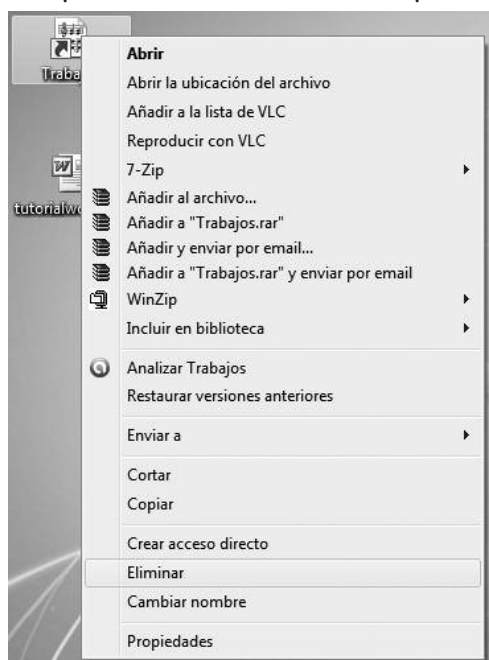 Abrir
Abrir la ubicación del archivo
Añadir a la lista de VLC
Reproducir con VLC
7-Zip
Añadir al archivo...
Añadir a "Trabajos.rar"
Añadir y enviar por email...
Añadir a "Trabajos.rar" y enviar por email
WinZip
Incluir en biblioteca
Analizar Trabajos
Restaurar versiones anteriores
Enviar a
Cortar
Copiar
Crear acceso directo
Eliminar
Cambiar nombre
Propiedades